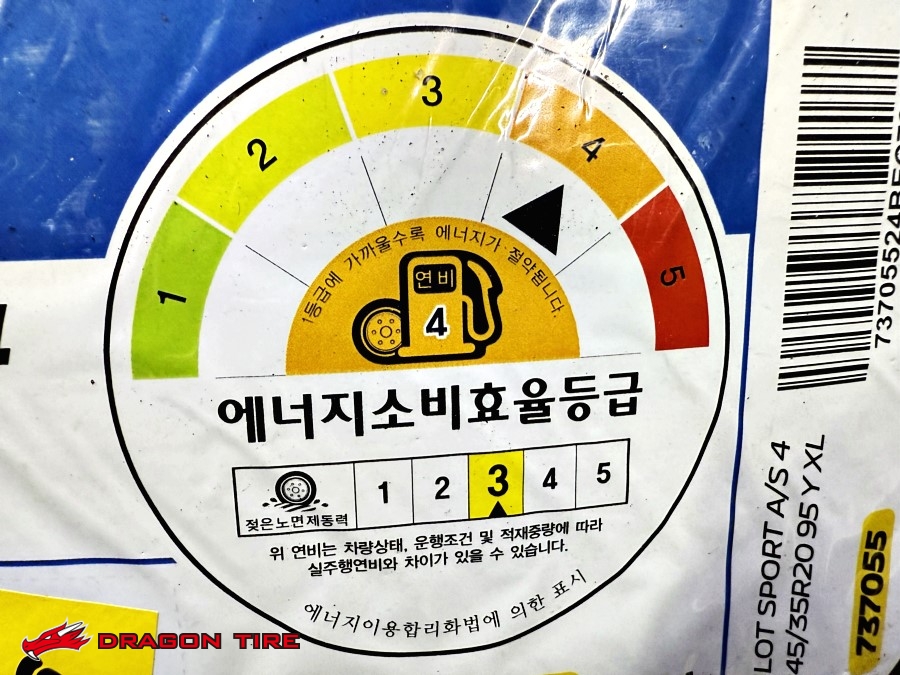 1
2
3
4
5
1등급에 가까울수록 에너지가 절약됩니다.
연비
4
에너지소비효율등급
젖은노면제동력 1 2 3 4 5
위 연비는 차량상태, 운행조건 및 적재중량에 따라
실주행연비와 차이가 있을 수 있습니다.
에너지이용합리화법에 의한 표시
LOT SPORT A/S 4
45/35R20 95 Y XL
737055
DRAGON TIRE